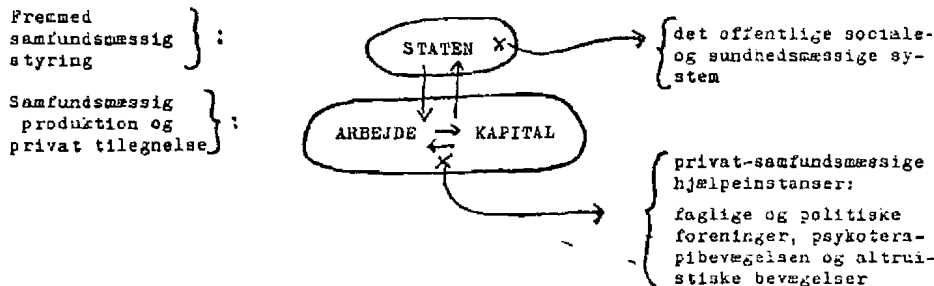 Fremmed
samfundsmæssig
styring
:
STATEN
det offentlige sociale-
og sundhedsmæssige sy-
stem
Samfundsmæssig
produktion og
privat tilegnelse
:
ARBEJDE → KAPITAL
←
privat-samfundsmæssige
hjælpeinstanser:
faglige og politiske
foreninger, psykotera-
pibevægelsen og altrui-
stiske bevægelser